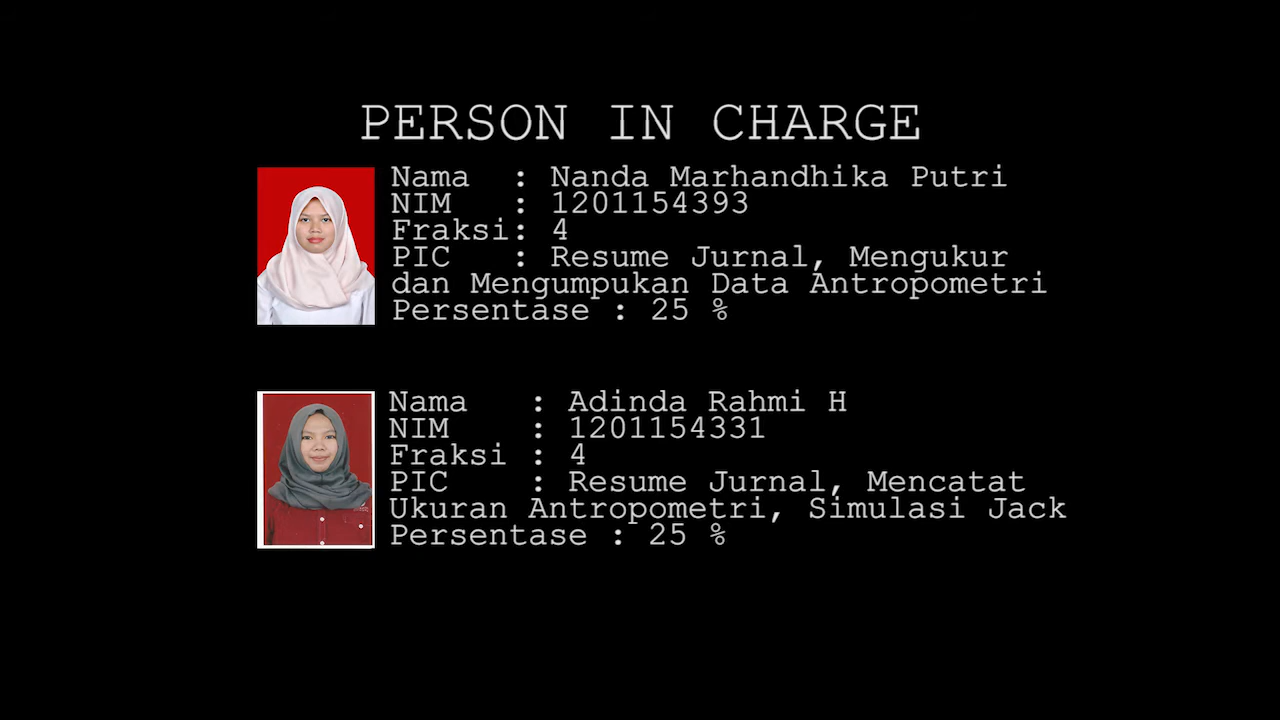 PERSON IN CHARGE
Nama : Nanda Marhandhika Putri
NIM : 1201154393
Fraksi: 4
PIC : Resume Jurnal, Mengukur
dan Mengumpukan Data Antropometri
Persentase : 25 %
Nama : Adinda Rahmi H
NIM : 1201154331
Fraksi : 4
PIC : Resume Jurnal, Mencatat
Ukuran Antropometri, Simulasi Jack
Persentase : 25 %